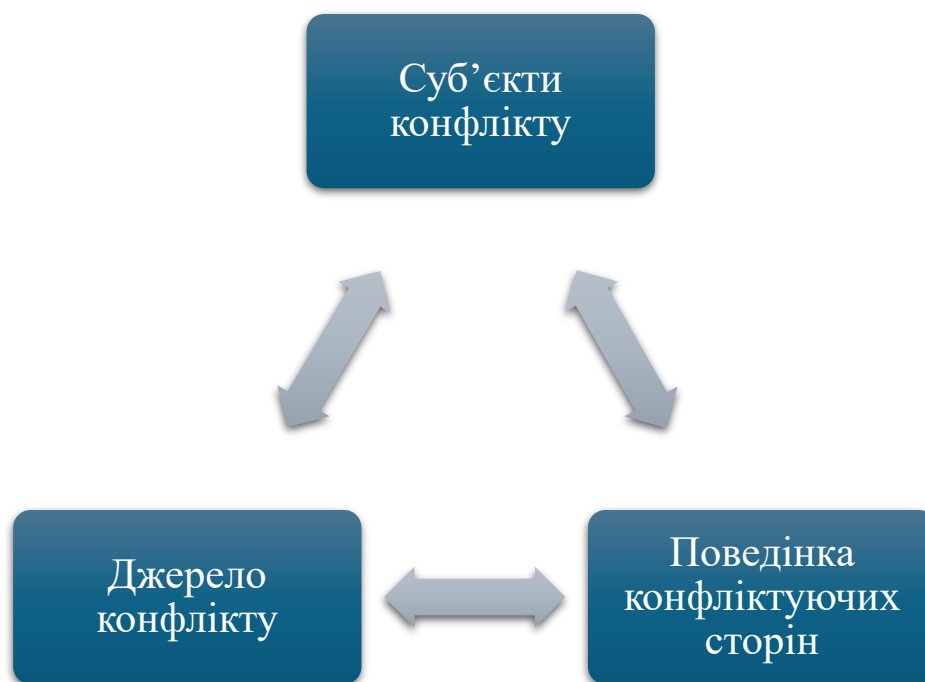 Суб’єкти
конфлікту
Джерело
конфлікту
Поведінка
конфліктуючих
сторін